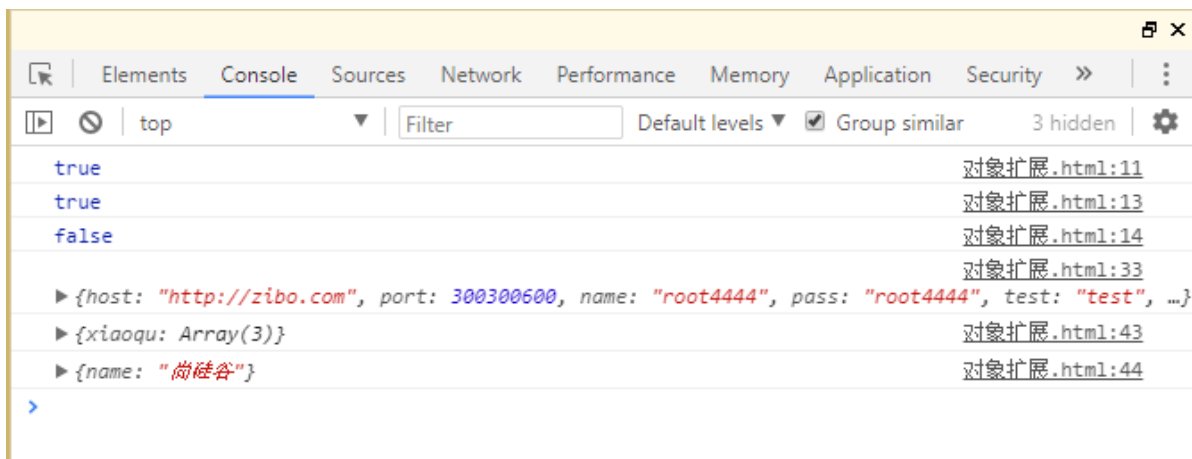 Elements Console Sources Network Performance Memory Application Security »
top Filter Default levels Group similar 3 hidden
true 对象扩展.html:11
true 对象扩展.html:13
false 对象扩展.html:14
对象扩展.html:33
{host: "http://zibo.com", port: 300300600, name: "root4444", pass: "root4444", test: "test", …}
{xiaoqu: Array(3)} 对象扩展.html:43
{name: "尚硅谷"} 对象扩展.html:44